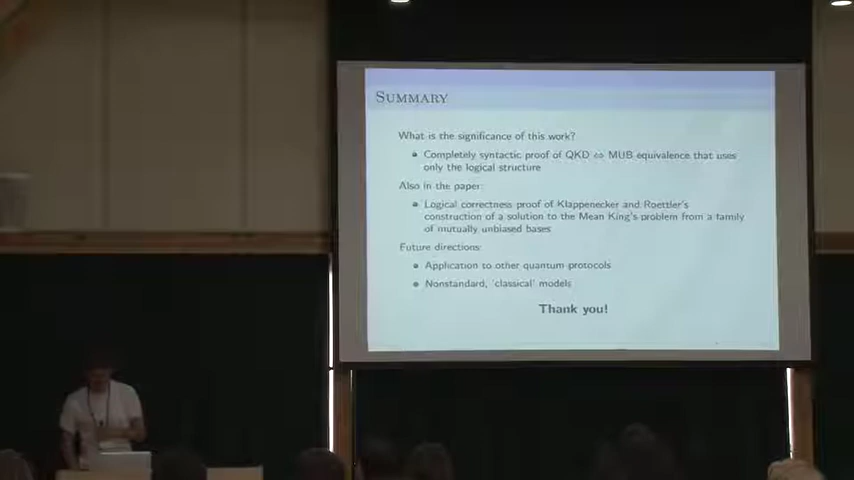 SUMMARY
What is the significance of this work?
• Completely syntactic proof of QKD ⇔ MUB equivalence that uses
only the logical structure
Also in the paper:
• Logical correctness proof of Klappenecker and Roettler's
construction of a solution to the Mean King's problem from a family
of mutually unbiased bases
Future directions:
• Application to other quantum protocols
• Nonstandard, 'classical' models
Thank you!